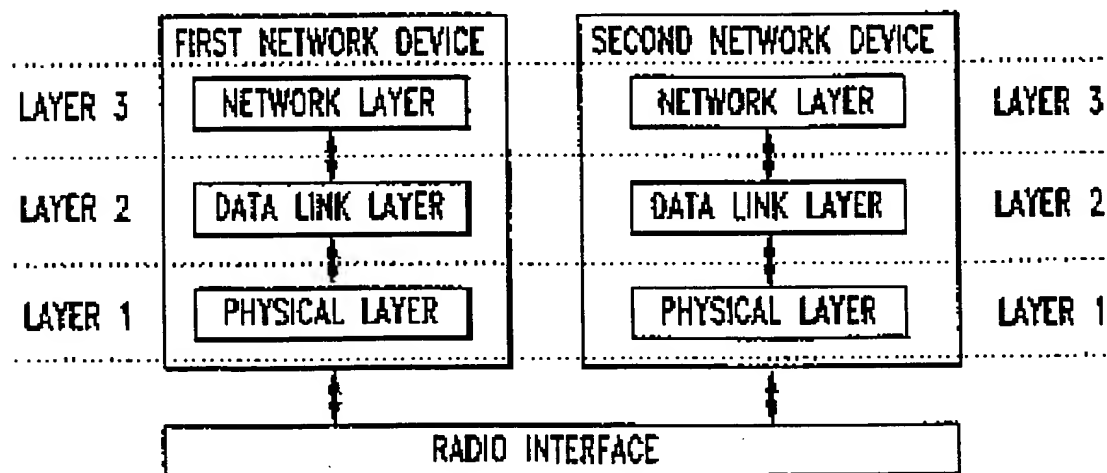 FIRST NETWORK DEVICE SECOND NETWORK DEVICE
LAYER 3 NETWORK LAYER NETWORK LAYER LAYER 3
LAYER 2 DATA LINK LAYER DATA LINK LAYER LAYER 2
LAYER 1 PHYSICAL LAYER PHYSICAL LAYER LAYER 1
RADIO INTERFACE